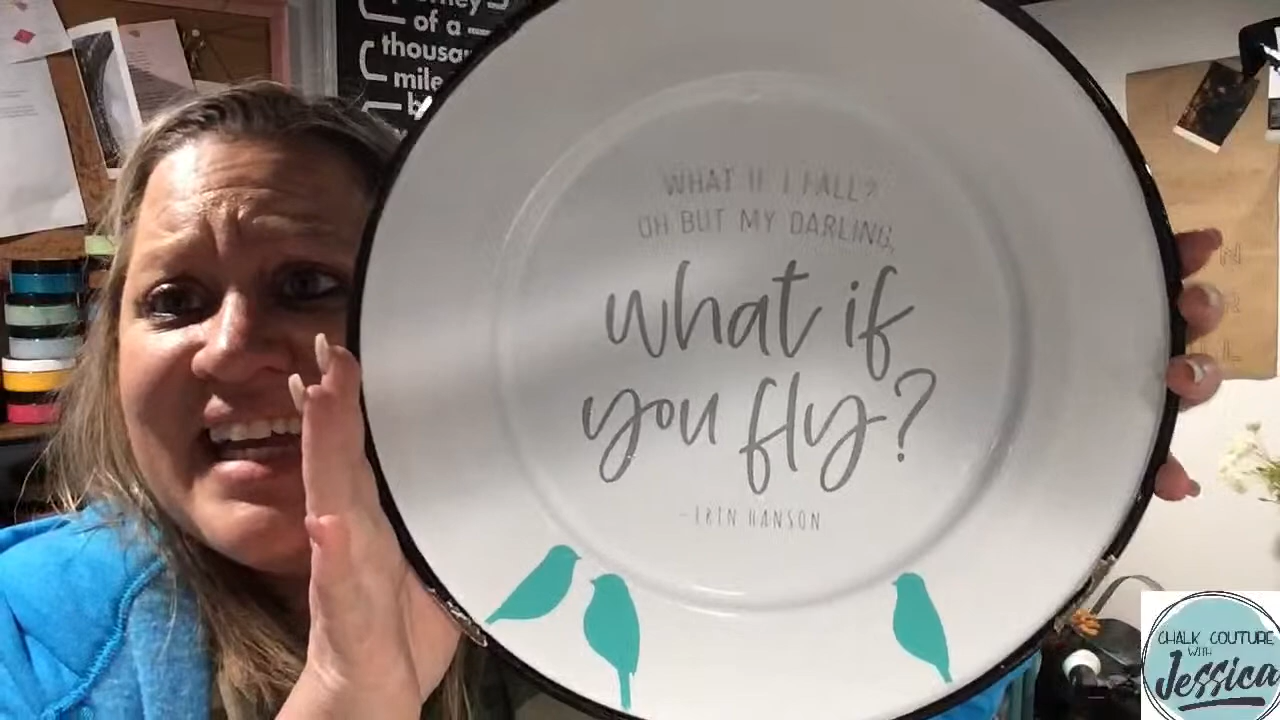 of a
thousa
mile
WHAT IF I FALL?
OH BUT MY DARLING,
what if
you fly?
-ERIN HANSON
N
R
L
CHALK COUTURE
WITH
Jessica